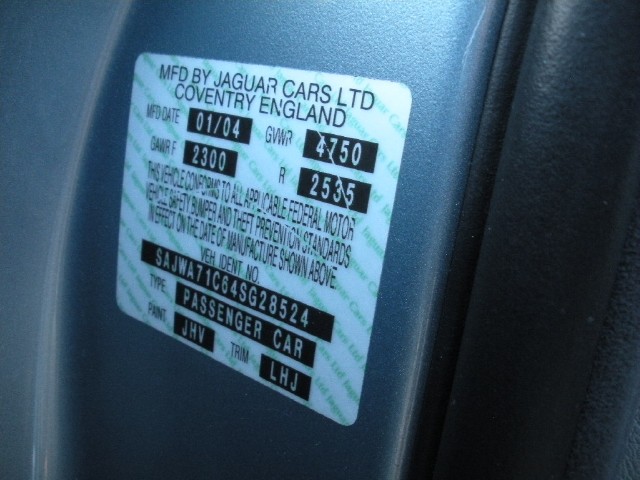 MFD BY JAGUAR CARS LTD
COVENTRY ENGLAND
MFD DATE 01/04 GVWR 4750
GAWR F 2300 R 2535
THIS VEHICLE CONFORMS TO ALL APPLICABLE FEDERAL MOTOR
VEHICLE SAFETY BUMPER AND THEFT PREVENTION STANDARDS
IN EFFECT ON THE DATE OF MANUFACTURE SHOWN ABOVE.
VEH. IDENT NO.
SAJWA71C64SG28524
TYPE PASSENGER CAR
PAINT JHV TRIM LHJ